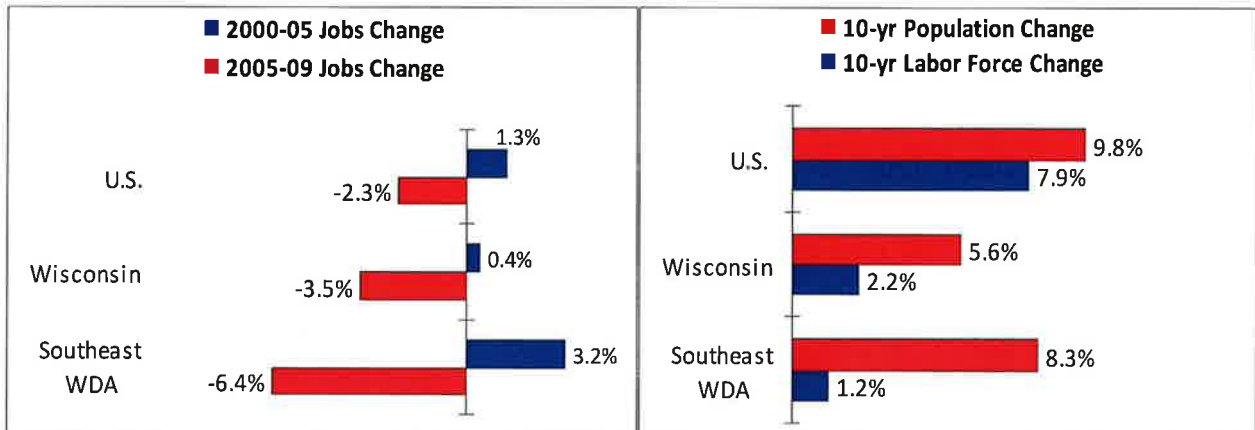 2000-05 Jobs Change
2005-09 Jobs Change
1.3%
U.S.
-2.3%
0.4%
Wisconsin
-3.5%
Southeast
WDA
3.2%
-6.4%
10-yr Population Change
10-yr Labor Force Change
9.8%
U.S.
7.9%
5.6%
Wisconsin
2.2%
Southeast
WDA
8.3%
1.2%